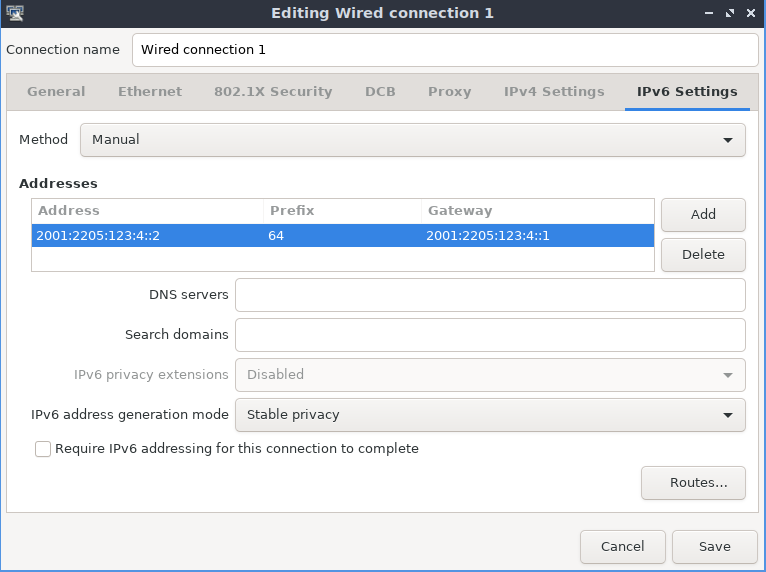 Editing Wired connection 1
Connection name Wired connection 1
General Ethernet 802.1X Security DCB Proxy IPv4 Settings IPv6 Settings
Method Manual
Addresses
Address Prefix Gateway Add
2001:2205:123:4::2 64 2001:2205:123:4::1
Delete
DNS servers
Search domains
IPv6 privacy extensions Disabled
IPv6 address generation mode Stable privacy
Require IPv6 addressing for this connection to complete
Routes...
Cancel Save